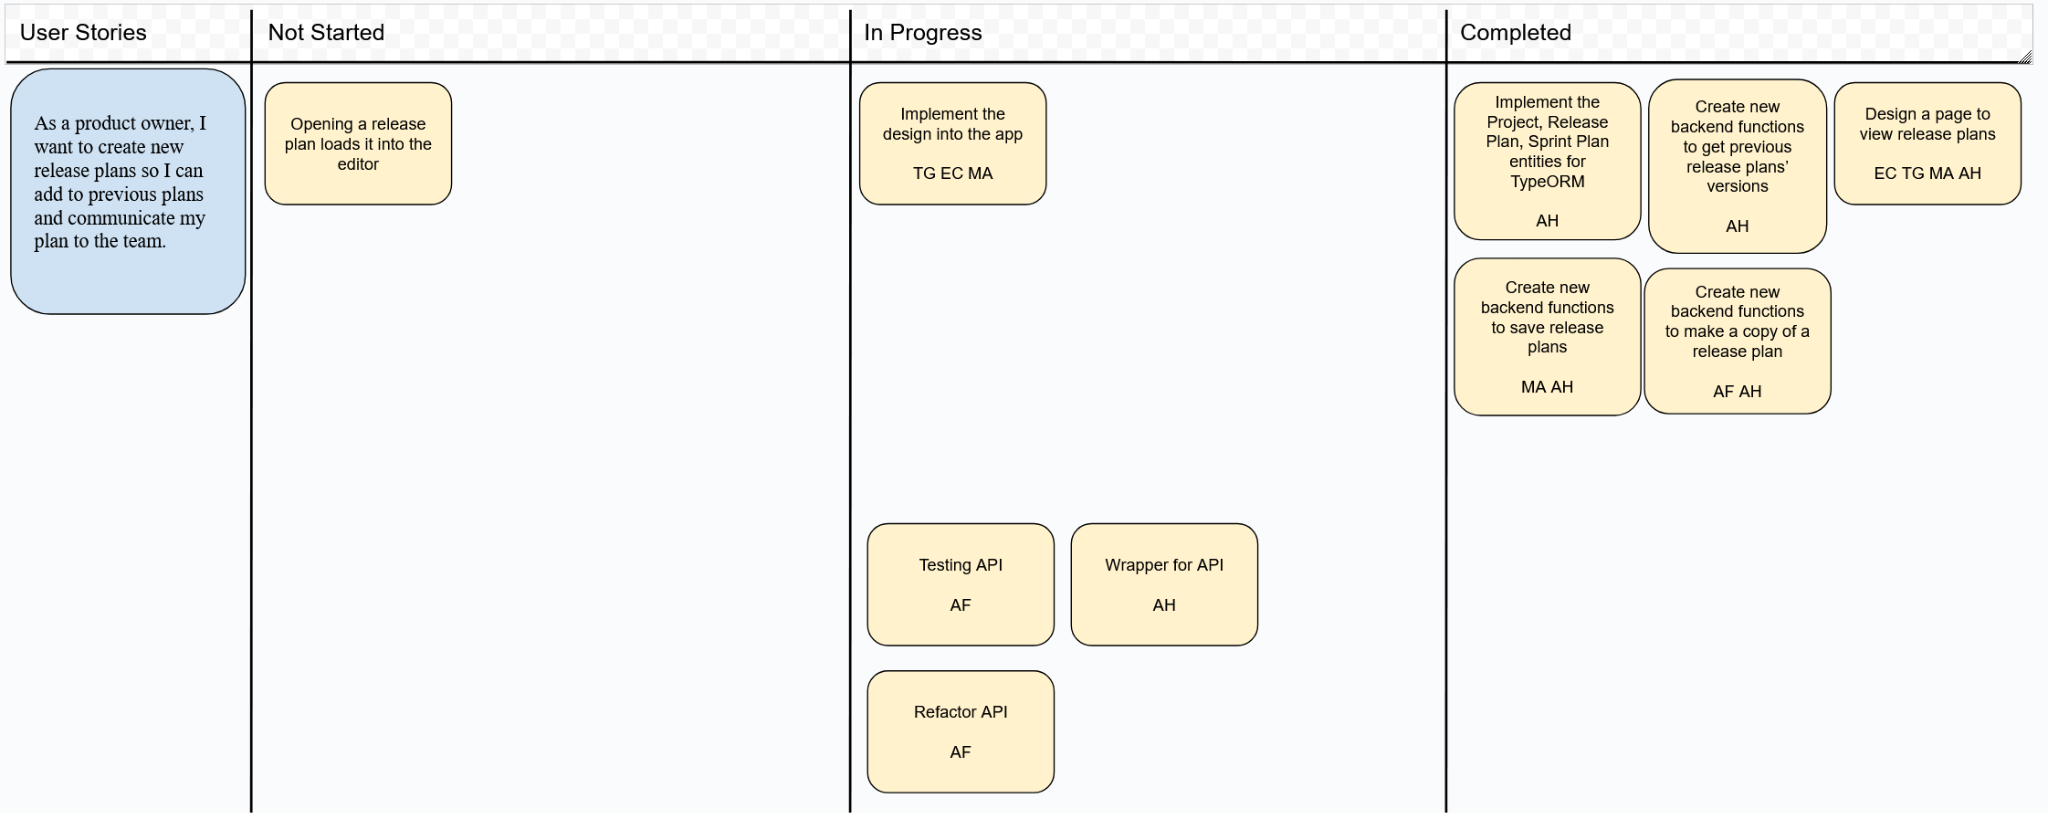 User Stories
Not Started
In Progress
Completed
As a product owner, I
want to create new
release plans so I can
add to previous plans
and communicate my
plan to the team.
Opening a release
plan loads it into the
editor
Implement the
design into the app
TG EC MA
Testing API
AF
Wrapper for API
AH
Refactor API
AF
Implement the
Project, Release
Plan, Sprint Plan
entities for
TypeORM
AH
Create new
backend functions
to get previous
release plans’
versions
AH
Design a page to
view release plans
EC TG MA AH
Create new
backend functions
to save release
plans
MA AH
Create new
backend functions
to make a copy of a
release plan
AF AH